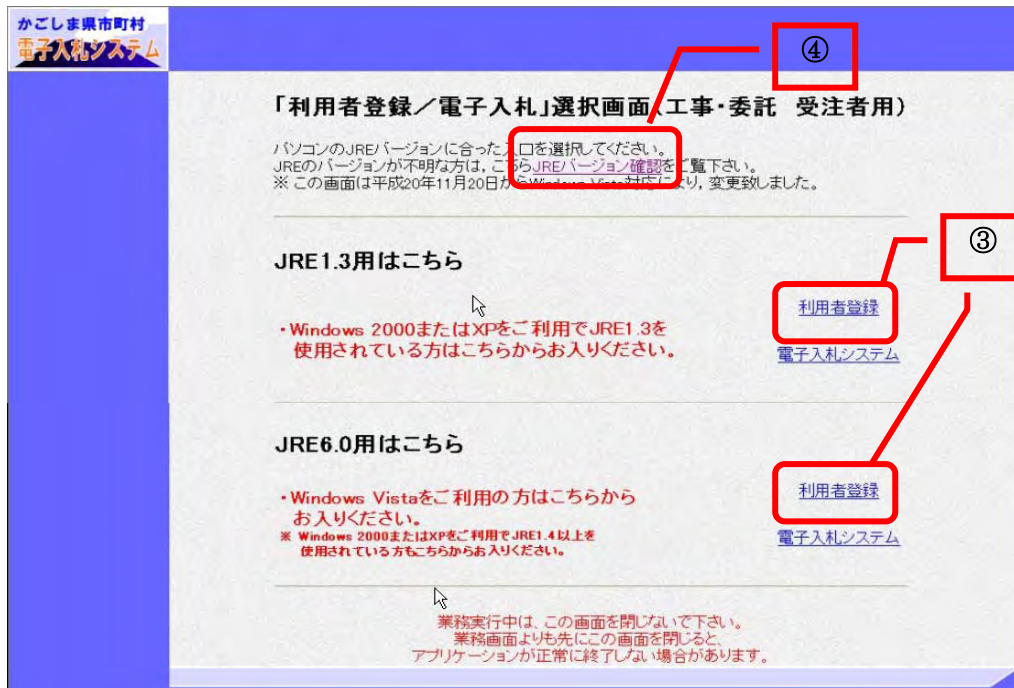 かごしま県市町村
電子入札システム
④
「利用者登録/電子入札」選択画面(工事・委託 受注者用)
パソコンのJREバージョンに合った入口を選択してください。
JREのバージョンが不明な方は,こちらJREバージョン確認をご覧下さい。
※ この画面は平成20年11月20日からWindows Vista対応により, 変更致しました。
③
JRE1.3用はこちら
利用者登録
・Windows 2000またはXPをご利用でJRE1.3を
使用されている方はこちらからお入りください。
電子入札システム
JRE6.0用はこちら
利用者登録
・Windows Vistaをご利用の方はこちらから
お入りください。
※ Windows 2000またはXPをご利用でJRE1.4以上を
使用されている方もこちらからお入りください。
電子入札システム
業務実行中は、この画面を閉じないで下さい。
業務画面よりも先にこの画面を閉じると、
アプリケーションが正常に終了しない場合があります。